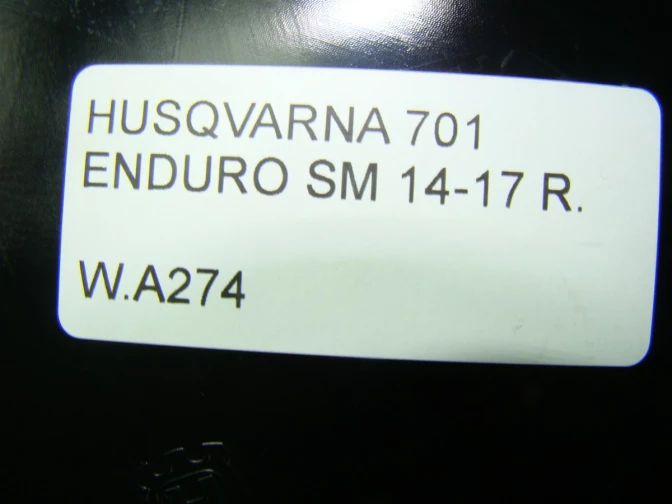 HUSQVARNA 701
ENDURO SM 14-17 R.
W.A274